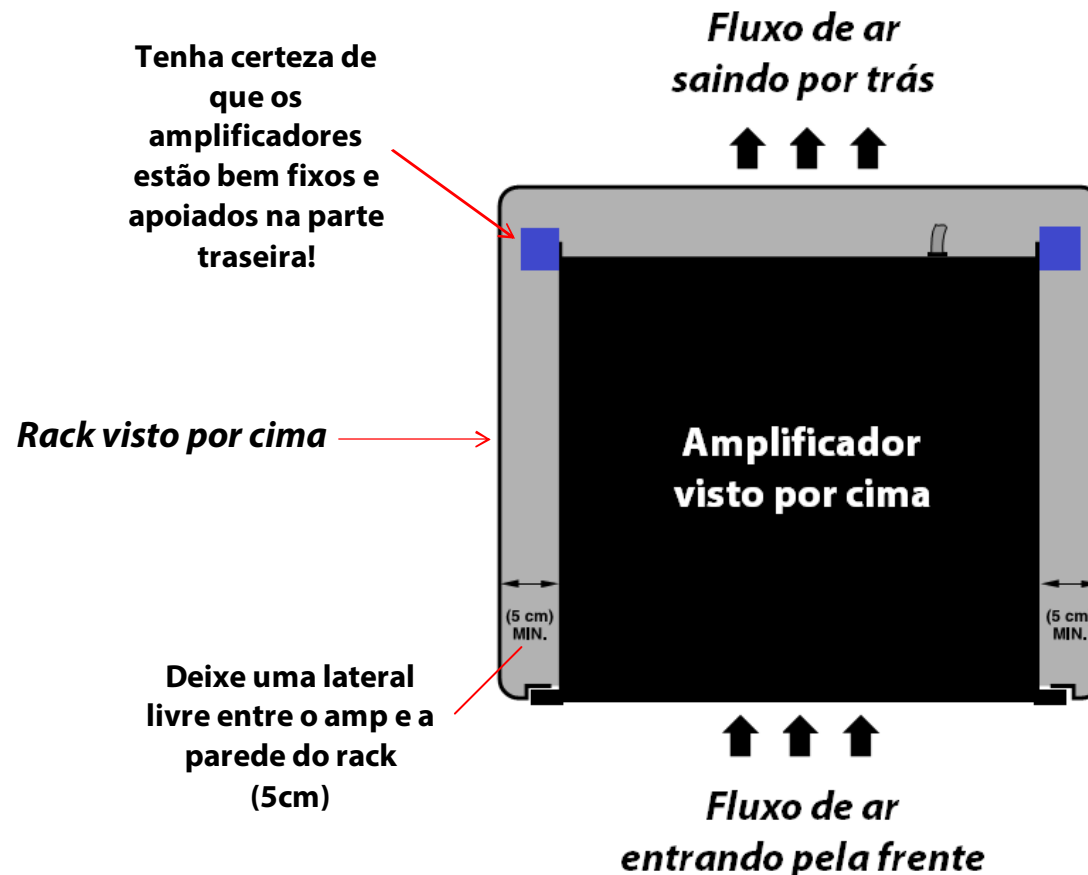 Tenha certeza de
que os
amplificadores
estão bem fixos e
apoiados na parte
traseira!
Fluxo de ar
saindo por trás
Rack visto por cima
Amplificador
visto por cima
(5 cm)
MIN.
(5 cm
MIN.
Deixe uma lateral
livre entre o amp e a
parede do rack
(5cm)
Fluxo de ar
entrando pela frente